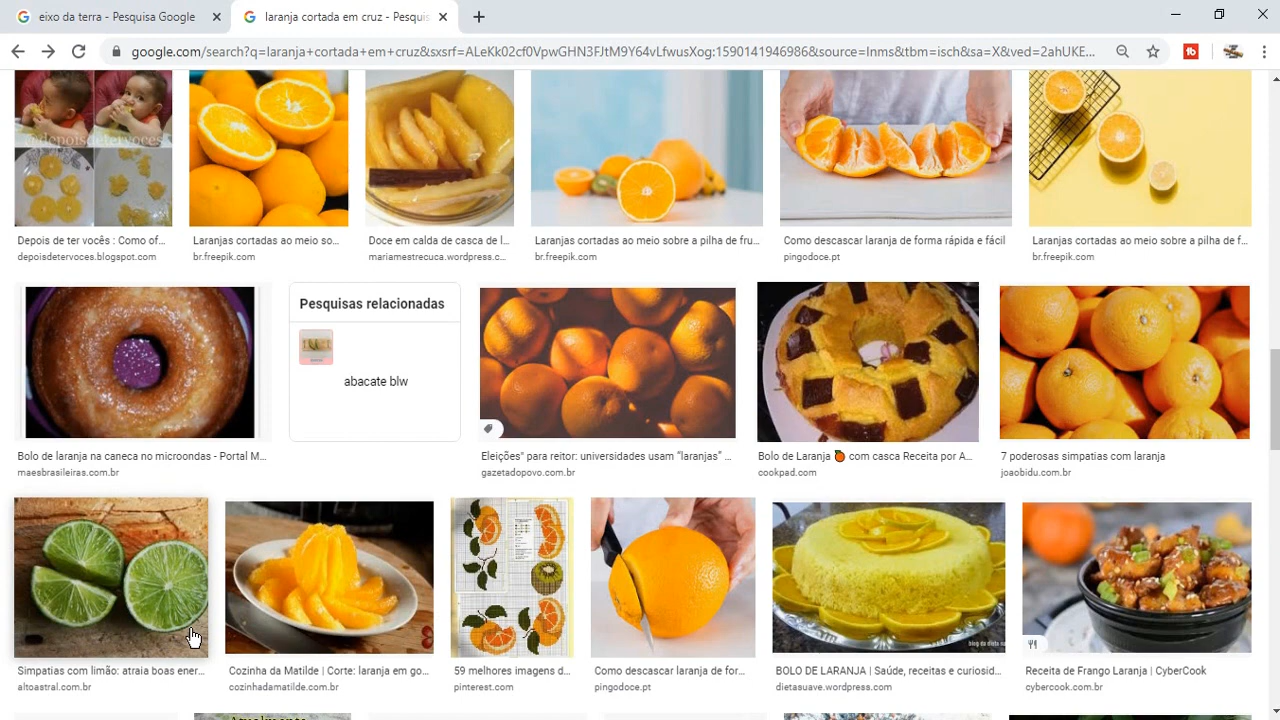 eixo da terra - Pesquisa Google
laranja cortada em cruz - Pesquis
google.com/search?q=laranja+cortada+em+cruz&sxsrf=ALeKk02cf0VpwGHN3FJtM9Y64vLfwusXog:1590141946986&source=lnms&tbm=isch&sa=X&ved=2ahUKE...
@depoisdetervoces
Depois de ter vocês : Como of...
depoisdetervoces.blogspot.com
Laranjas cortadas ao meio so...
br.freepik.com
Doce em calda de casca de l...
mariamestrecuca.wordpress.c...
Laranjas cortadas ao meio sobre a pilha de fru...
br.freepik.com
Como descascar laranja de forma rápida e fácil
pingodoce.pt
Laranjas cortadas ao meio sobre a pilha de f...
br.freepik.com
Bolo de laranja na caneca no microondas - Portal M...
maesbrasileiras.com.br
Pesquisas relacionadas
abacate blw
Eleições" para reitor: universidades usam "laranjas" ...
gazetadopovo.com.br
Bolo de Laranja 🍊 com casca Receita por A...
cookpad.com
7 poderosas simpatias com laranja
joaobidu.com.br
Simpatias com limão: atraia boas ener...
altoastral.com.br
Cozinha da Matilde | Corte: laranja em go...
cozinhadamatilde.com.br
59 melhores imagens d...
pinterest.com
Como descascar laranja de for...
pingodoce.pt
blog da dieta su
BOLO DE LARANJA | Saúde, receitas e curiosid...
dietasuave.wordpress.com
Receita de Frango Laranja | CyberCook
cybercook.com.br